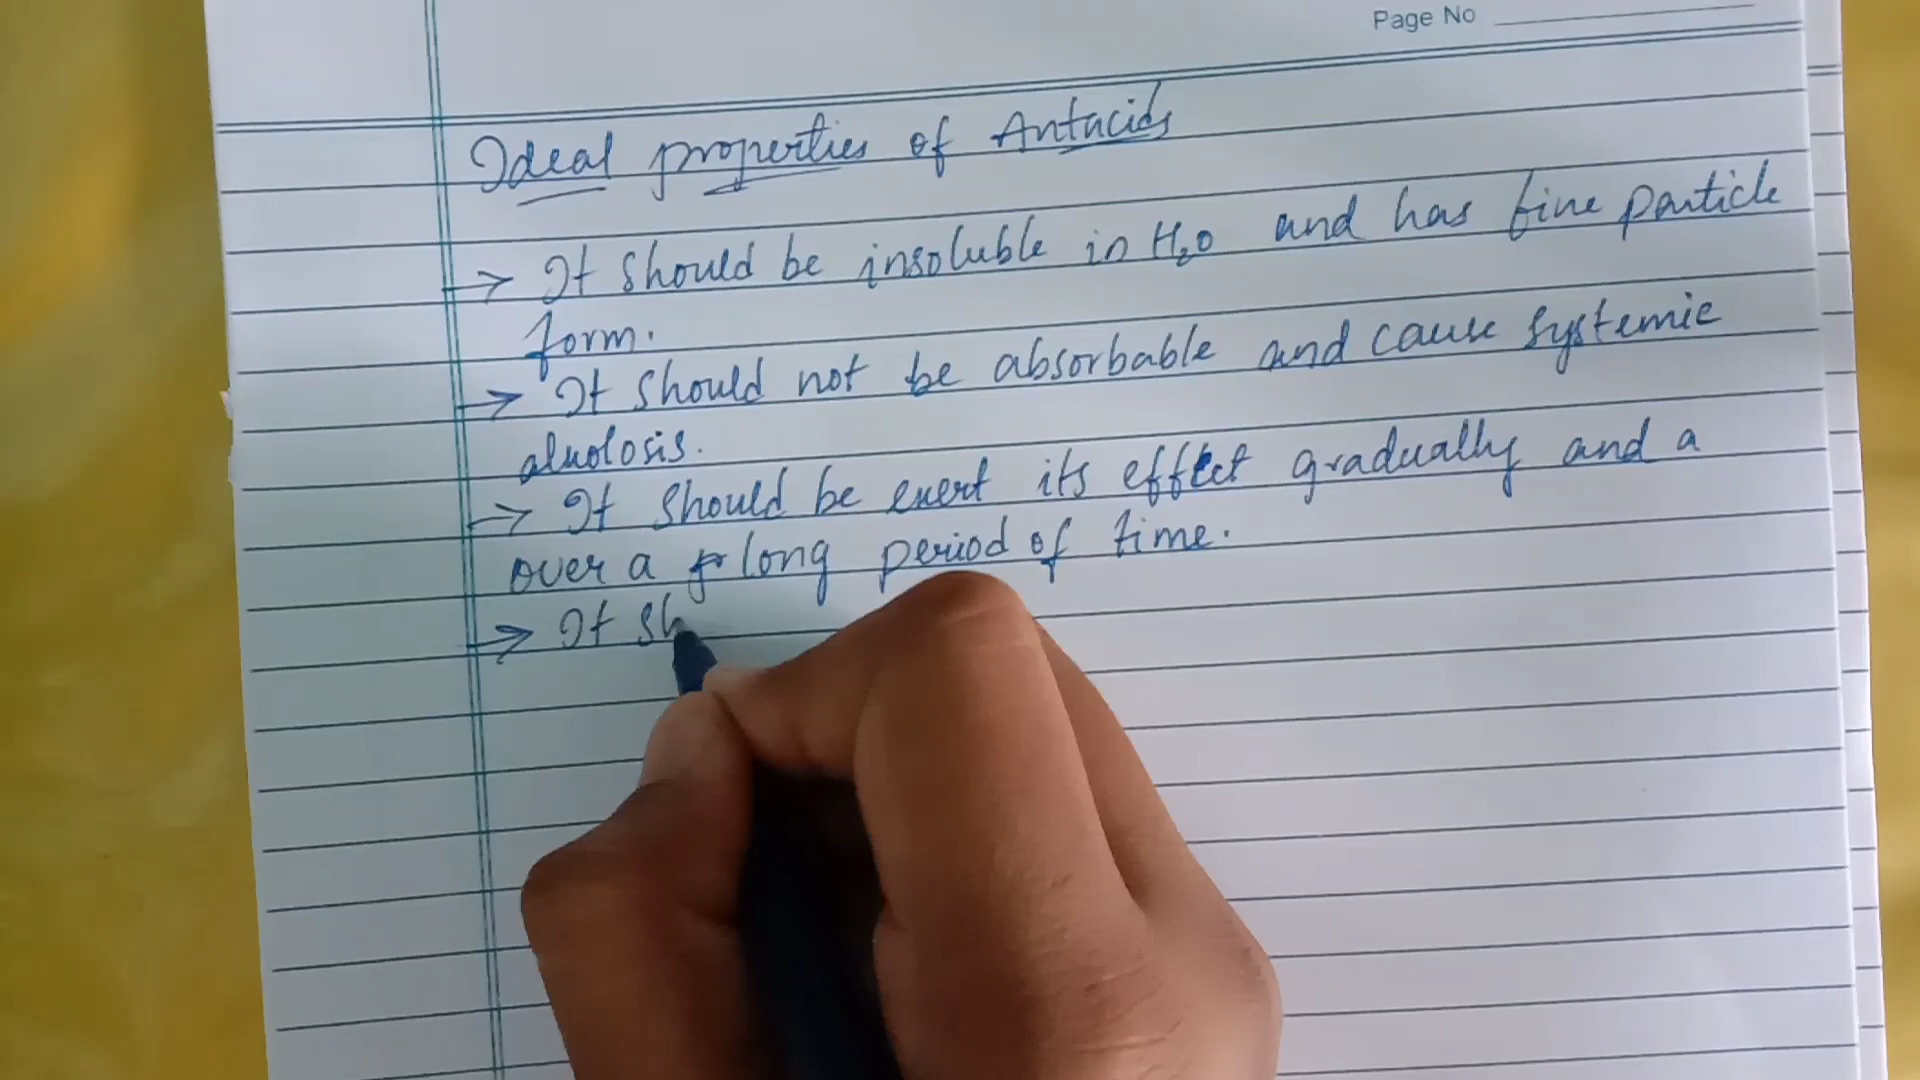 Page No
Ideal properties of Antacids
→ It should be insoluble in H₂O and has fine particle
form.
→ It should not be absorbable and cause systemic
alkolosis.
→ It should be exert its effect gradually and a
over a long period of time.
→ It sh